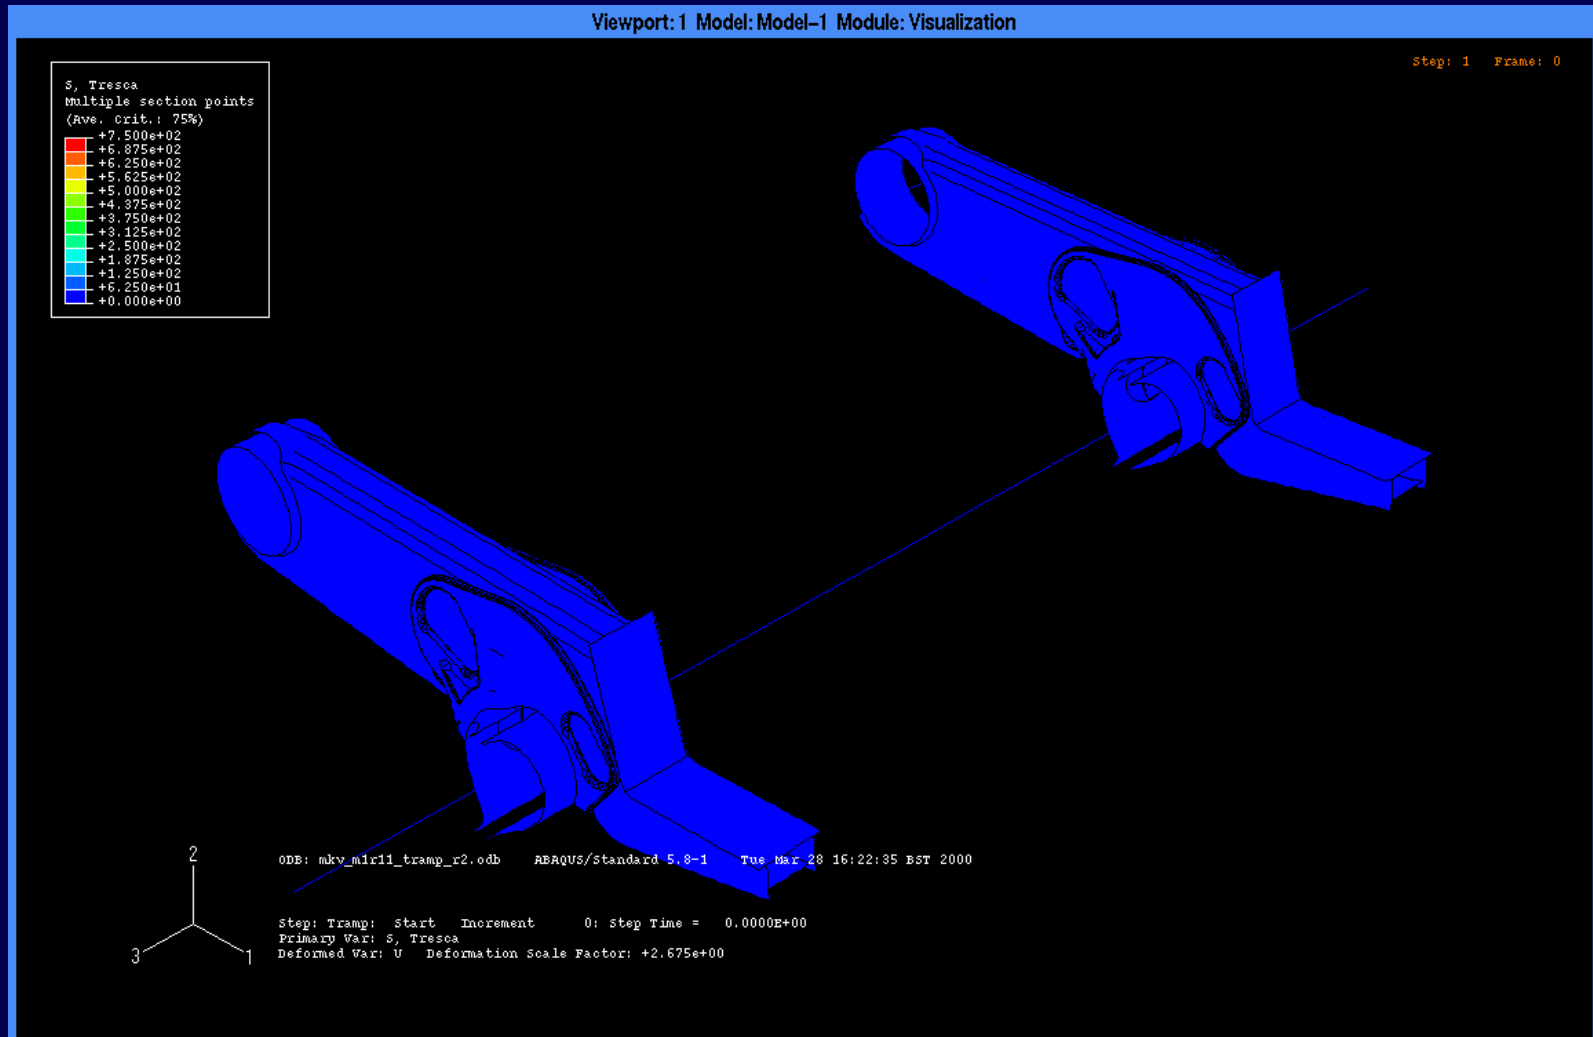 Viewport: 1 Model: Model-1 Module: Visualization
Step: 1 Frame: 0
S, Tresca
Multiple section points
(Ave. Crit.: 75%)
+7.500e+02
+6.875e+02
+6.250e+02
+5.625e+02
+5.000e+02
+4.375e+02
+3.750e+02
+3.125e+02
+2.500e+02
+1.875e+02
+1.250e+02
+6.250e+01
+0.000e+00
2
3
1
ODB: mkv_m1r11_tramp_r2.odb ABAQUS/Standard 5.8-1 Tue Mar 28 16:22:35 BST 2000
Step: Tramp: Start Increment 0: Step Time = 0.0000E+00
Primary Var: S, Tresca
Deformed Var: U Deformation Scale Factor: +2.675e+00